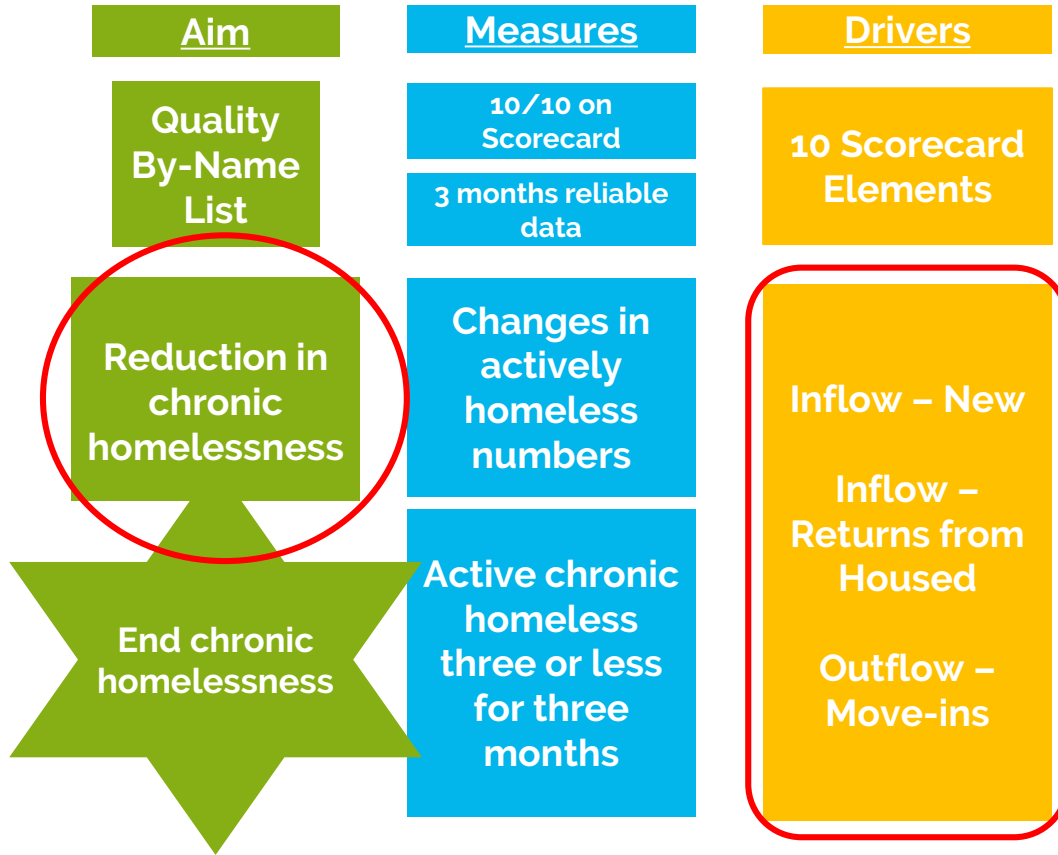 Aim
Measures
Drivers
Quality
By-Name
List
10/10 on
Scorecard
3 months reliable
data
10 Scorecard
Elements
Reduction in
chronic
homelessness
Changes in
actively
homeless
numbers
Inflow – New
Inflow –
Returns from
Housed
Outflow –
Move-ins
End chronic
homelessness
Active chronic
homeless
three or less
for three
months